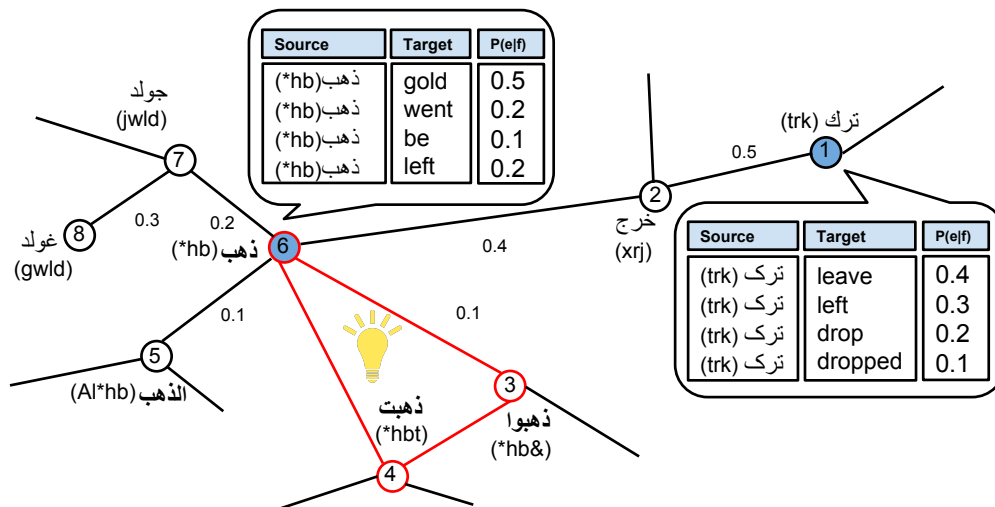 Source Target P(e|f)
ذهب(*hb) gold 0.5
ذهب(*hb) went 0.2
ذهب(*hb) be 0.1
ذهب(*hb) left 0.2
جولد
(jwld)
7
0.3
0.2
8
غولد
(gwld)
ذهب (*hb)
6
0.4
0.5
ترك (trk)
1
2
خرج
(xrj)
Source Target P(e|f)
ترك (trk) leave 0.4
ترك (trk) left 0.3
ترك (trk) drop 0.2
ترك (trk) dropped 0.1
0.1
0.1
5
الذهب (Al*hb)
3
ذهبوا
(*hb&)
ذهبت
(*hbt)
4